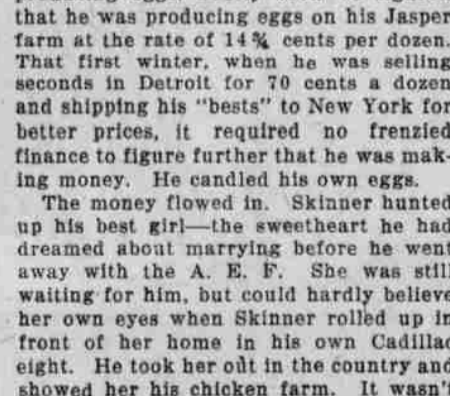 that he was producing eggs on his Jasper
farm at the rate of 14¾ cents per dozen.
That first winter, when he was selling
seconds in Detroit for 70 cents a dozen
and shipping his "bests" to New York for
better prices, it required no frenzied
finance to figure further that he was mak-
ing money. He candled his own eggs.
The money flowed in. Skinner hunted
up his best girl—the sweetheart he had
dreamed about marrying before he went
away with the A. E. F. She was still
waiting for him, but could hardly believe
her own eyes when Skinner rolled up in
front of her home in his own Cadillac
eight. He took her out in the country and
showed her his chicken farm. It wasn't